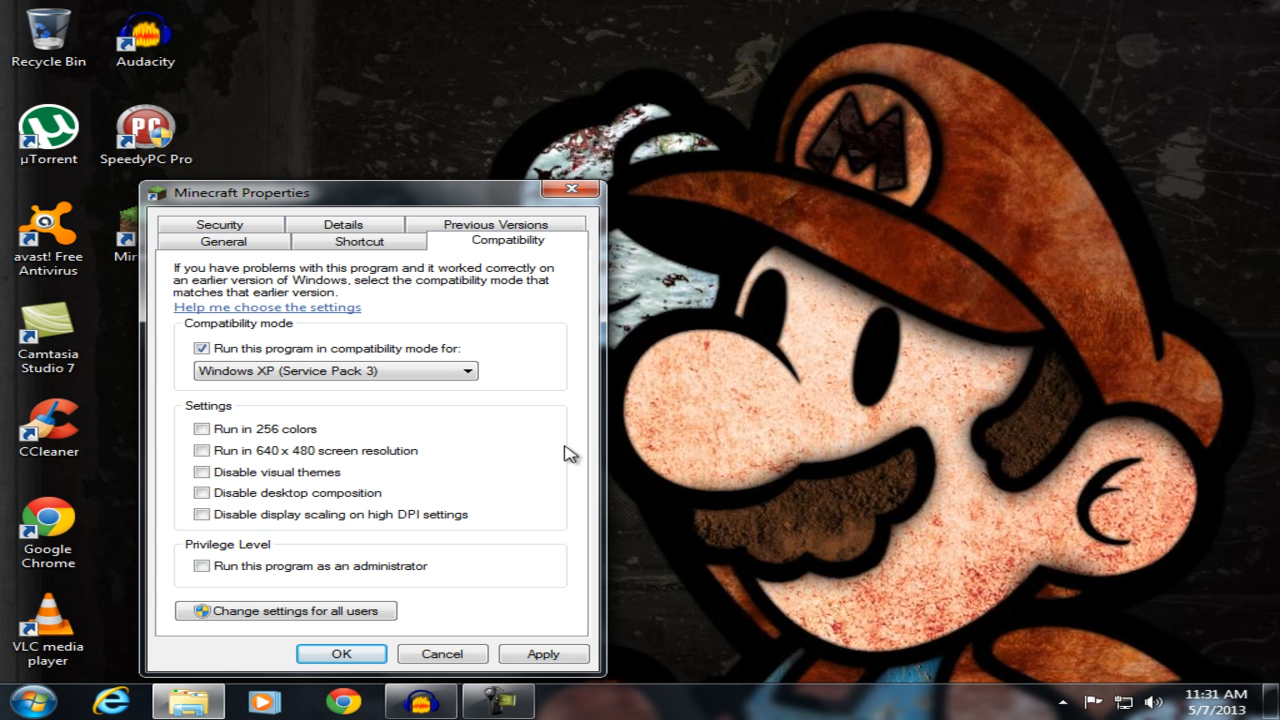 Recycle Bin
Audacity
µTorrent
SpeedyPC Pro
PC
avast! Free
Antivirus
Camtasia
Studio 7
CCleaner
Google
Chrome
VLC media
player
M
Minecraft Properties
Security
Details
Previous Versions
General
Shortcut
Compatibility
If you have problems with this program and it worked correctly on
an earlier version of Windows, select the compatibility mode that
matches that earlier version.
Help me choose the settings
Compatibility mode
Run this program in compatibility mode for:
Windows XP (Service Pack 3)
Settings
Run in 256 colors
Run in 640 x 480 screen resolution
Disable visual themes
Disable desktop composition
Disable display scaling on high DPI settings
Privilege Level
Run this program as an administrator
Change settings for all users
OK
Cancel
Apply
11:31 AM
5/7/2013